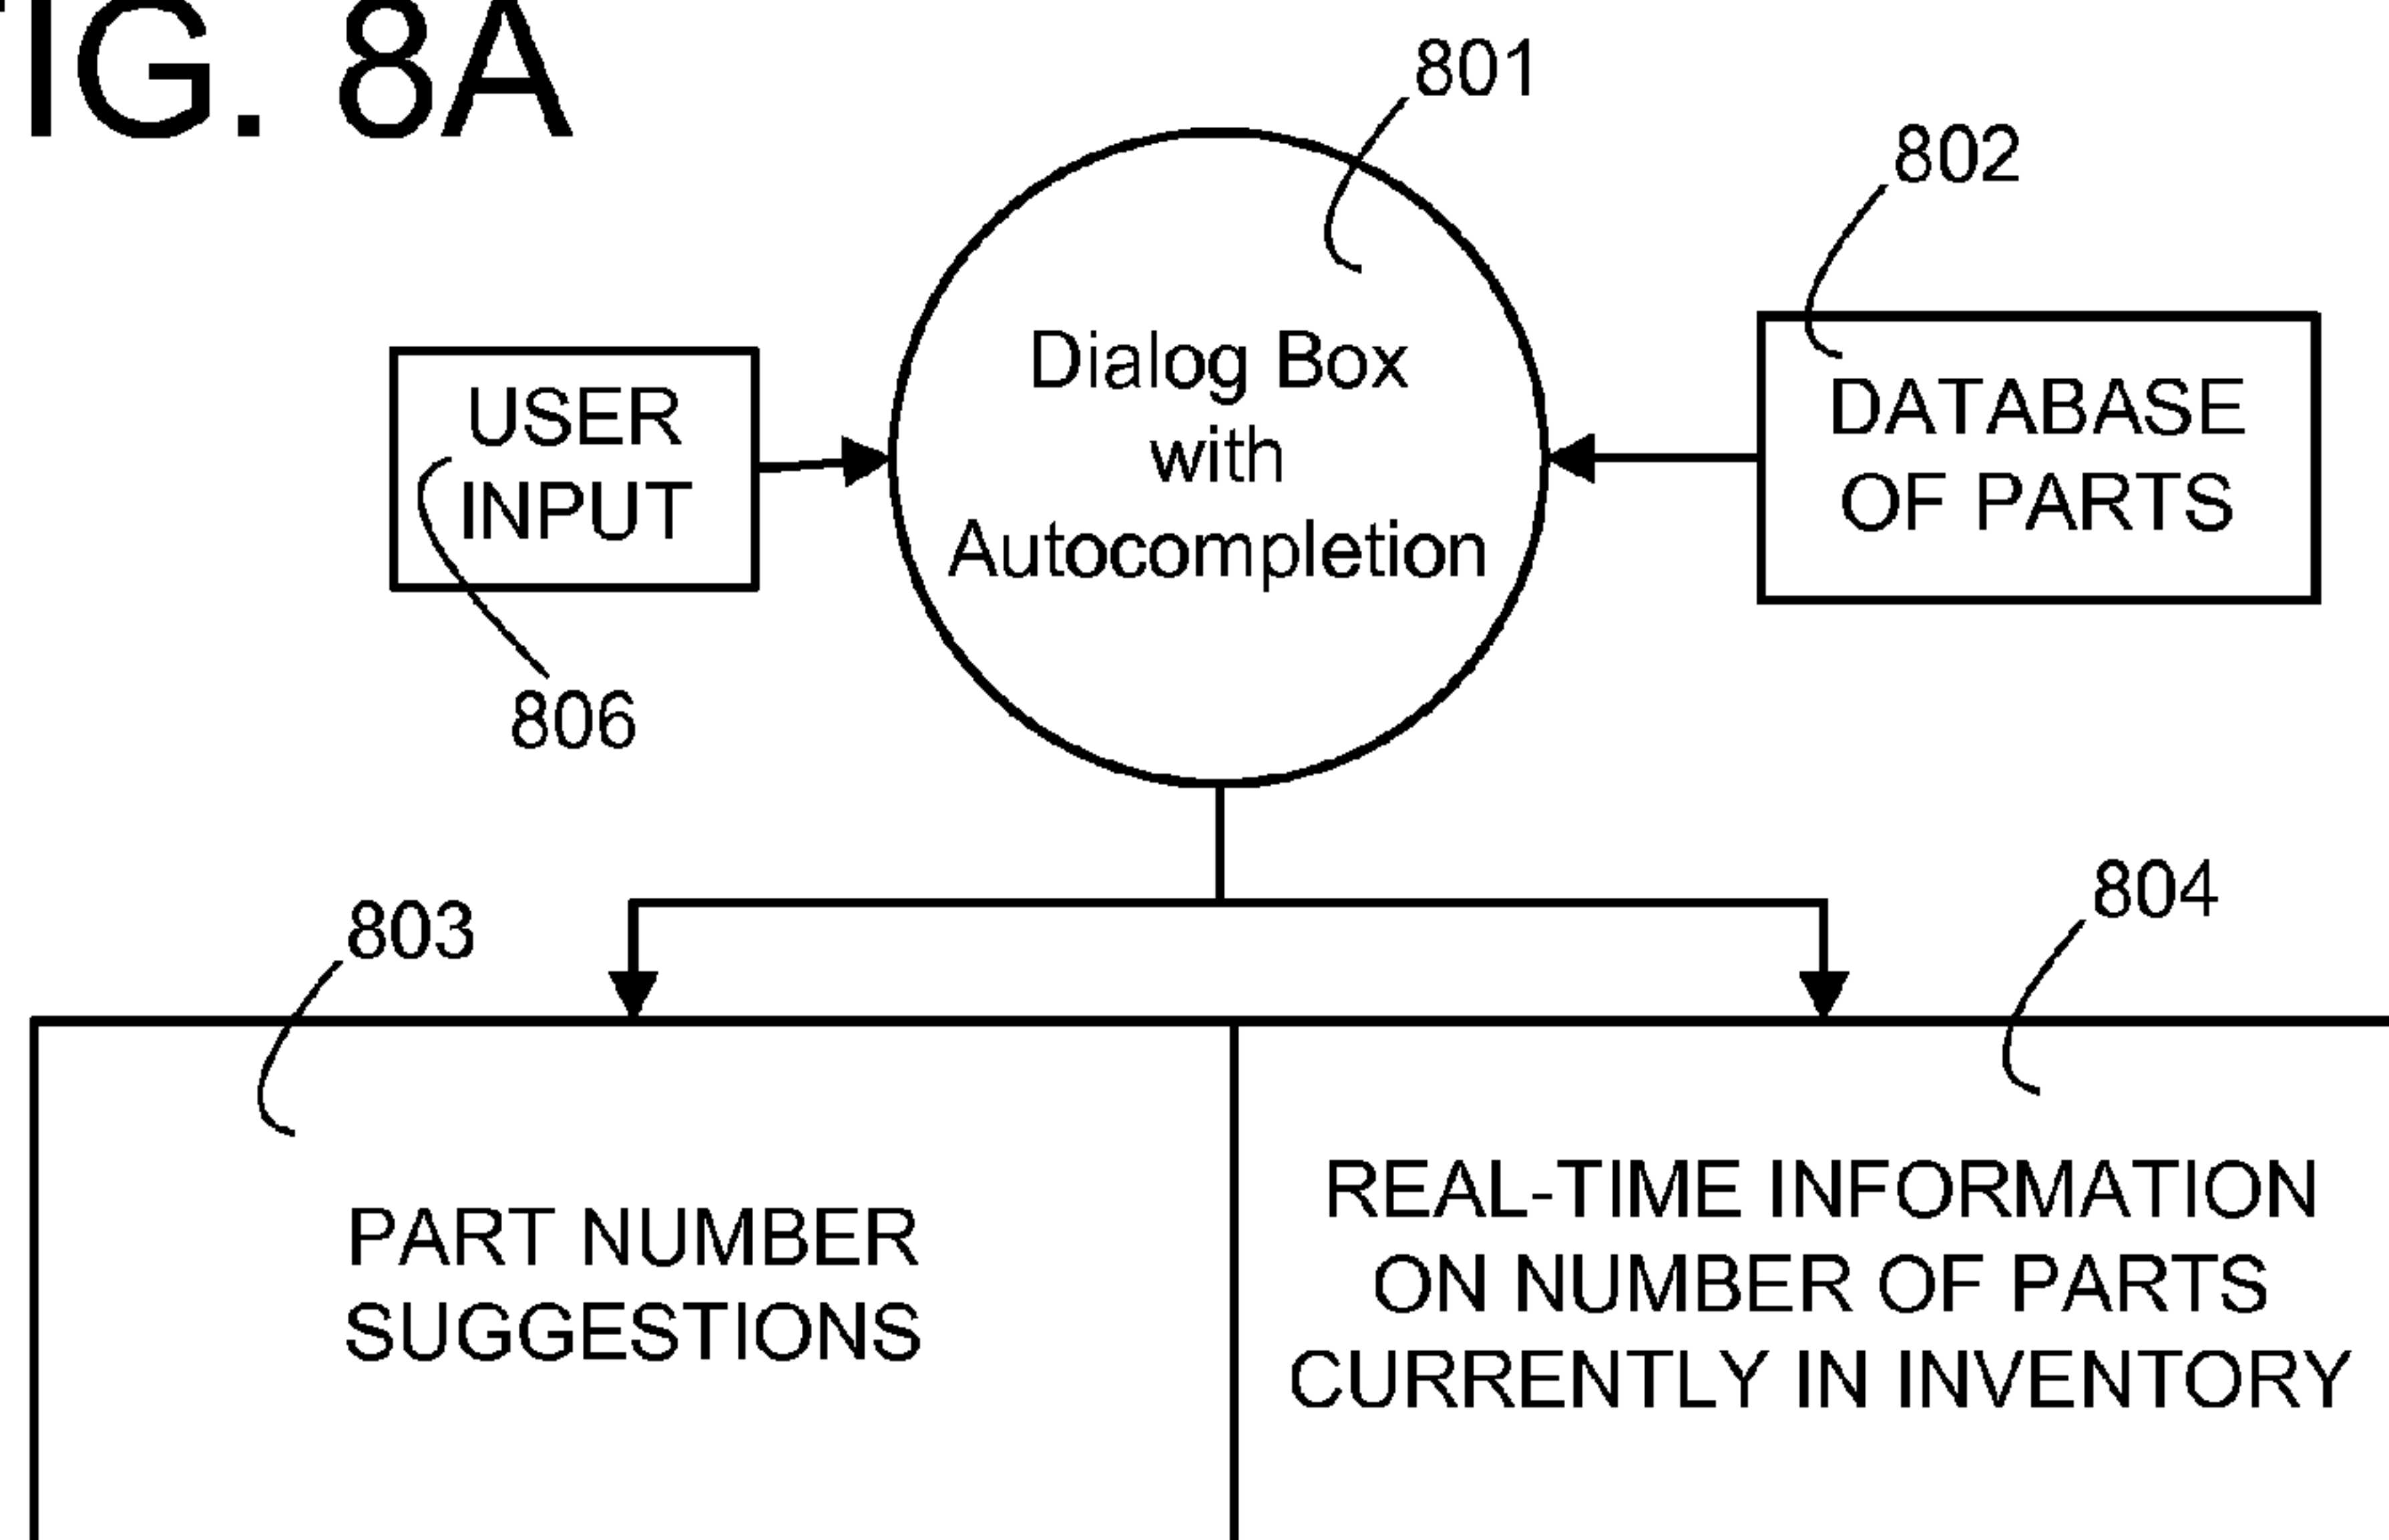 FIG. 8A
801
802
Dialog Box
with
Autocompletion
USER
INPUT
DATABASE
OF PARTS
806
803
804
PART NUMBER
SUGGESTIONS
REAL-TIME INFORMATION
ON NUMBER OF PARTS
CURRENTLY IN INVENTORY